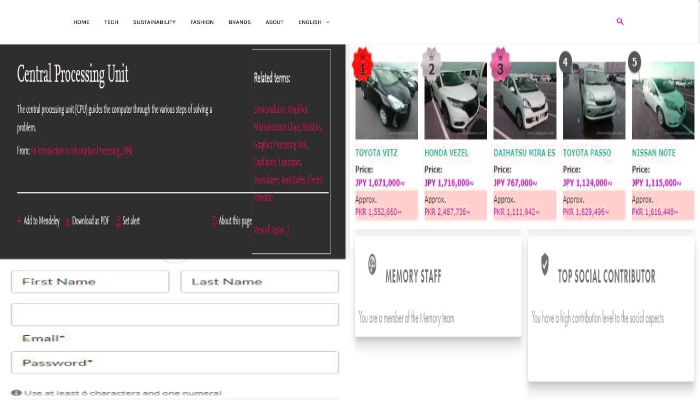 HOME TECH SUSTAINABILITY FASHION BRANDS ABOUT ENGLISH
Central Processing Unit
The central processing unit (CPU) guides the computer through the various steps of solving a
problem.
From: An Introduction to Information Processing, 1986
Add to Mendeley Download as PDF Set alert About this page
Related terms:
Semiconductor, Amplifier,
Microprocessor Chips, Resistors,
Graphics Processing Unit,
Oscillators, Transistors,
Transducers, Amplitudes, Electric
Potential
View all Topics
First Name Last Name
Email*
Password*
Use at least 6 characters and one numeral
1 2 3 4 5
TOYOTA VITZ HONDA VEZEL DAIHATSU MIRA ES TOYOTA PASSO NISSAN NOTE
Price: Price: Price: Price: Price:
JPY 1,071,000~ JPY 1,716,000~ JPY 767,000~ JPY 1,124,000~ JPY 1,115,000~
Approx. Approx. Approx. Approx. Approx.
PKR 1,552,660~ PKR 2,487,736~ PKR 1,111,942~ PKR 1,629,496~ PKR 1,616,448~
MEMORY STAFF
You are a member of the Memory team
TOP SOCIAL CONTRIBUTOR
You have a high contribution level to the social aspects